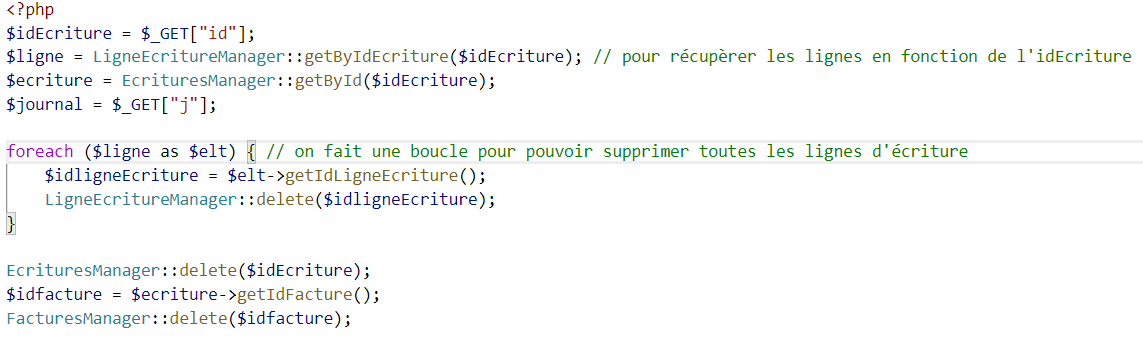 <?php
$idEcriture = $_GET["id"];
$ligne = LigneEcritureManager::getByIdEcriture($idEcriture); // pour récupèrer les lignes en fonction de l'idEcriture
$ecriture = EcrituresManager::getById($idEcriture);
$journal = $_GET["j"];
foreach ($ligne as $elt) { // on fait une boucle pour pouvoir supprimer toutes les lignes d'écriture
$idligneEcriture = $elt->getIdLigneEcriture();
LigneEcritureManager::delete($idligneEcriture);
}
EcrituresManager::delete($idEcriture);
$idfacture = $ecriture->getIdFacture();
FacturesManager::delete($idfacture);